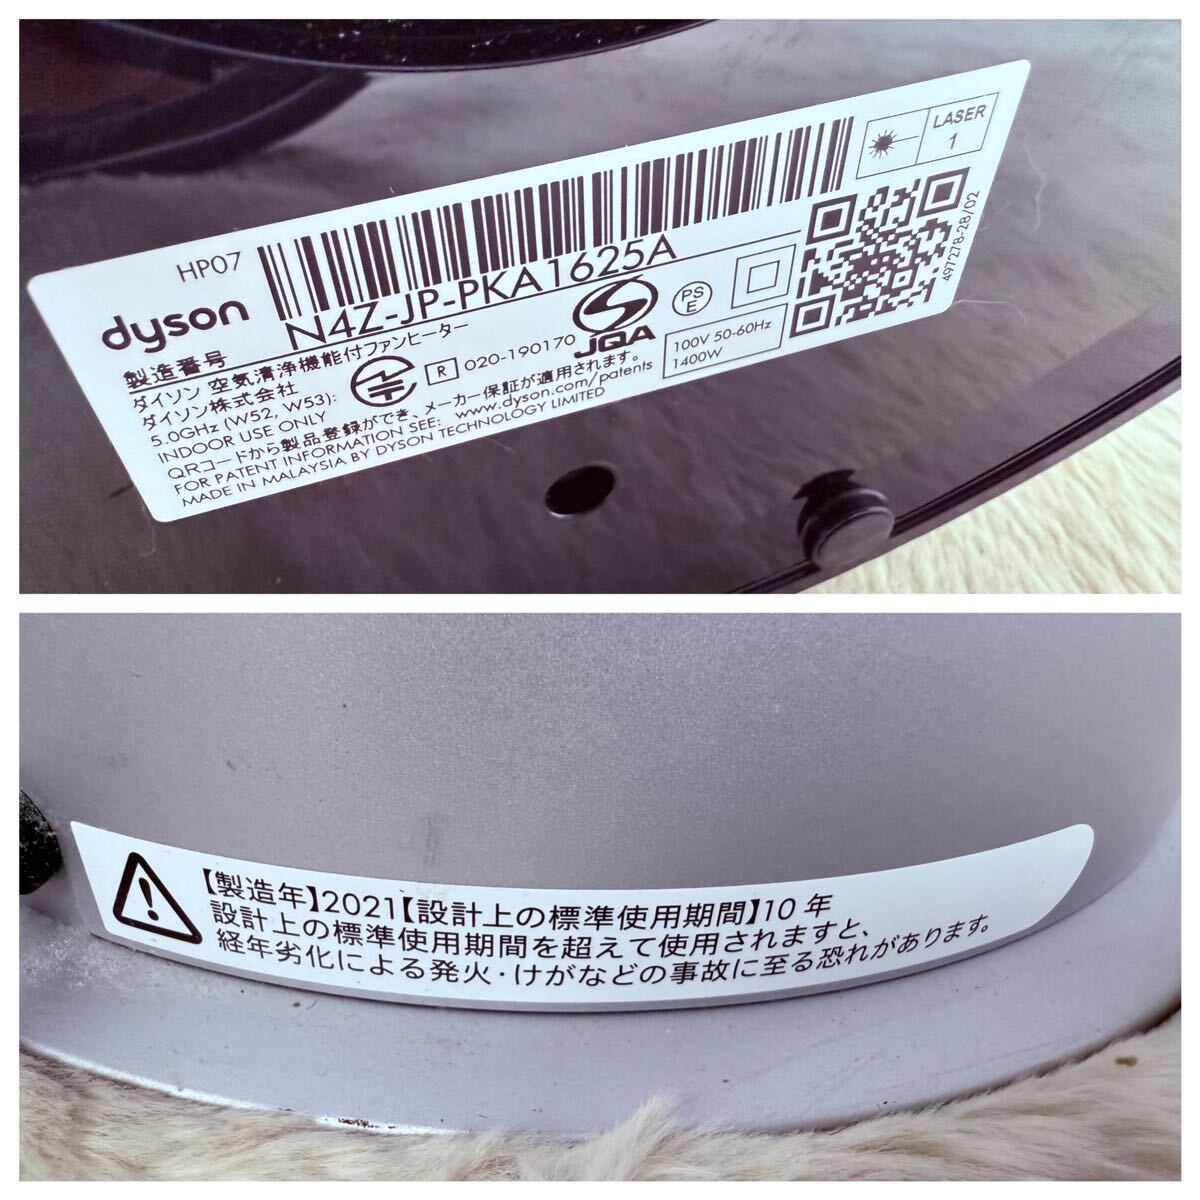 HP07
dyson
製造番号
N4Z-JP-PKA1625A
LASER
1
ダイソン 空気清浄機能付ファンヒーター
ダイソン株式会社
5.0GHz (W52, W53):
INDOOR USE ONLY
R 020-190170
JQA
PS
E
100V 50-60Hz
1400W
497278-28/02
QRコードから製品登録ができ、メーカー保証が適用されます。
FOR PATENT INFORMATION SEE: www.dyson.com/patents
MADE IN MALAYSIA BY DYSON TECHNOLOGY LIMITED
【製造年】2021【設計上の標準使用期間】10年
設計上の標準使用期間を超えて使用されますと、
経年劣化による発火・けがなどの事故に至る恐れがあります。